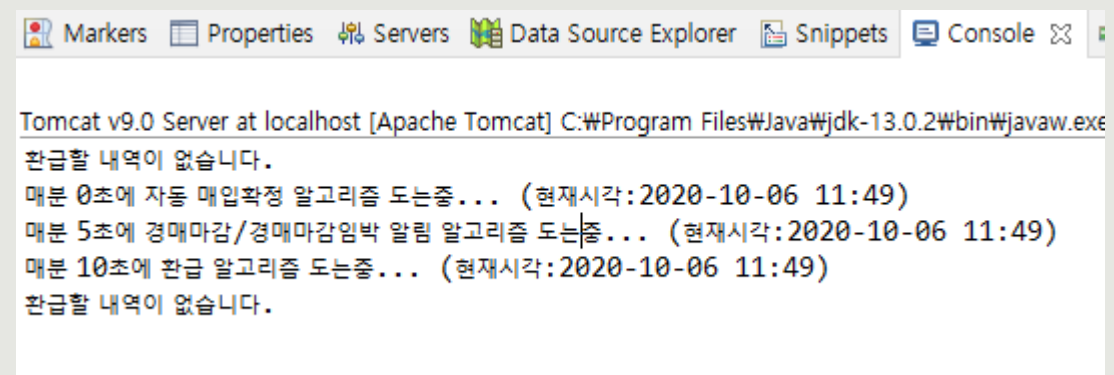 Markers Properties Servers Data Source Explorer Snippets Console
Tomcat v9.0 Server at localhost [Apache Tomcat] C:₩Program Files₩Java₩jdk-13.0.2₩bin₩javaw.exe
환급할 내역이 없습니다.
매분 0초에 자동 매입확정 알고리즘 도는중... (현재시각:2020-10-06 11:49)
매분 5초에 경매마감/경매마감임박 알림 알고리즘 도는중... (현재시각:2020-10-06 11:49)
매분 10초에 환급 알고리즘 도는중... (현재시각:2020-10-06 11:49)
환급할 내역이 없습니다.